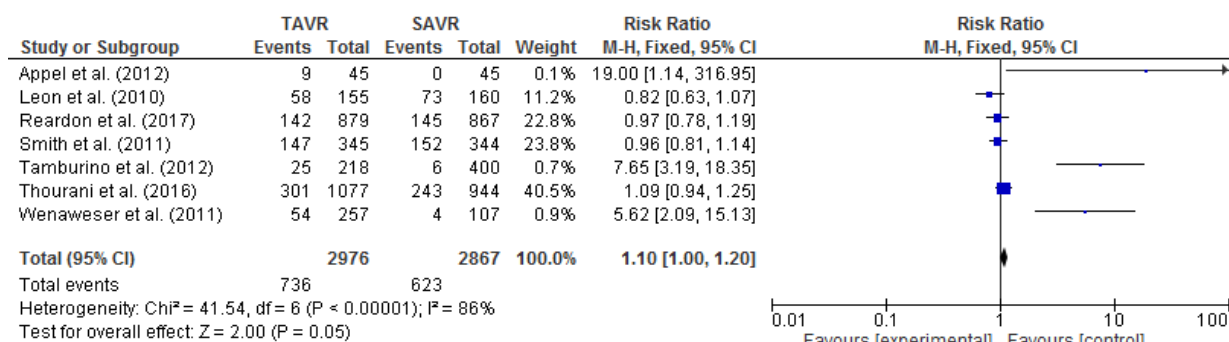 TAVR SAVR Risk Ratio Risk Ratio
Study or Subgroup Events Total Events Total Weight M-H, Fixed, 95% CI M-H, Fixed, 95% CI
Appel et al. (2012) 9 45 0 45 0.1% 19.00 [1.14, 316.95]
Leon et al. (2010) 58 155 73 160 11.2% 0.82 [0.63, 1.07]
Reardon et al. (2017) 142 879 145 867 22.8% 0.97 [0.78, 1.19]
Smith et al. (2011) 147 345 152 344 23.8% 0.96 [0.81, 1.14]
Tamburino et al. (2012) 25 218 6 400 0.7% 7.65 [3.19, 18.35]
Thourani et al. (2016) 301 1077 243 944 40.5% 1.09 [0.94, 1.25]
Wenaweser et al. (2011) 54 257 4 107 0.9% 5.62 [2.09, 15.13]
Total (95% CI) 2976 2867 100.0% 1.10 [1.00, 1.20]
Total events 736 623
Heterogeneity: Chi² = 41.54, df = 6 (P < 0.00001); I² = 86%
Test for overall effect: Z = 2.00 (P = 0.05)
0.01 0.1 1 10 100
Favours [experimental] Favours [control]